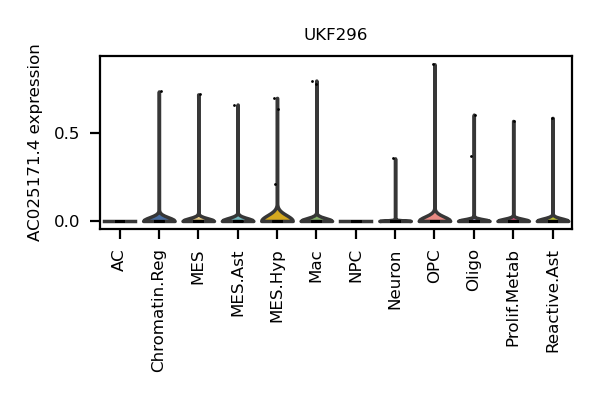 UKF296
AC025171.4 expression
0.5
0.0
AC
Chromatin.Reg
MES
MES.Ast
MES.Hyp
Mac
NPC
Neuron
OPC
Oligo
Prolif.Metab
Reactive.Ast